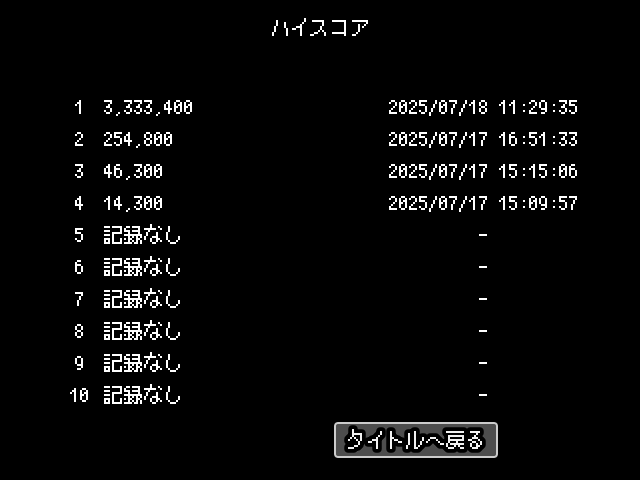 ハイスコア
1 3,333,400 2025/07/18 11:29:35
2 254,800 2025/07/17 16:51:33
3 46,300 2025/07/17 15:15:06
4 14,300 2025/07/17 15:09:57
5 記録なし -
6 記録なし -
7 記録なし -
8 記録なし -
9 記録なし -
10 記録なし -
タイトルへ戻る